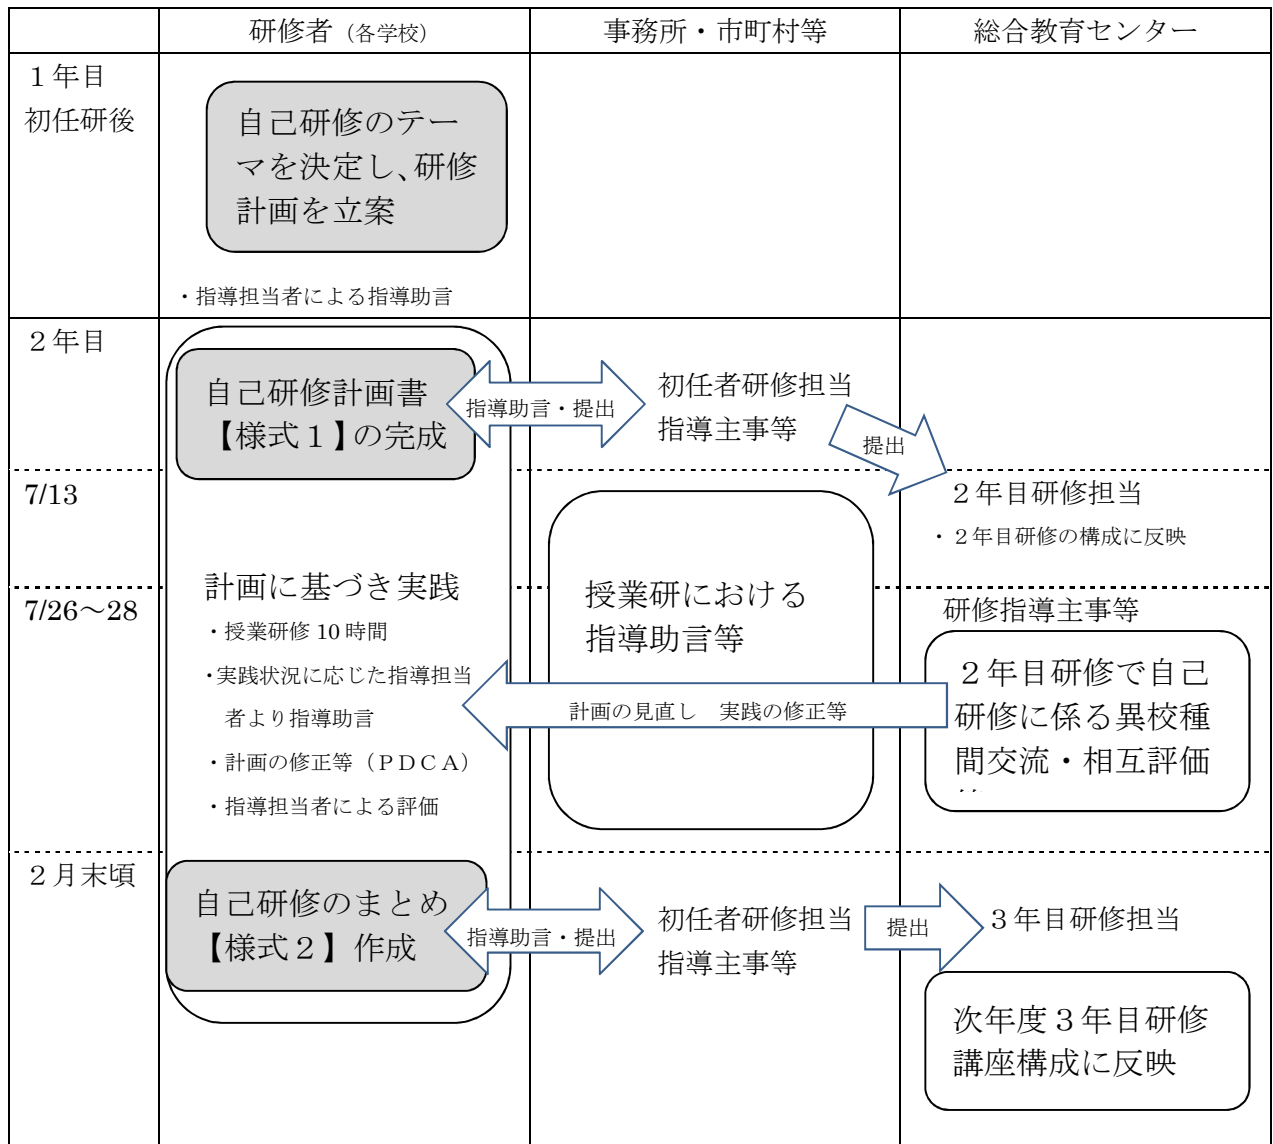 研修者（各学校）
事務所・市町村等
総合教育センター
１年目
初任研後
自己研修のテー
マを決定し、研修
計画を立案
・指導担当者による指導助言
２年目
自己研修計画書
【様式１】の完成
指導助言・提出
初任者研修担当
指導主事等
提出
7/13
２年目研修担当
・２年目研修の構成に反映
7/26～28
計画に基づき実践
・授業研修 10 時間
・実践状況に応じた指導担当
者より指導助言
・計画の修正等（ＰＤＣＡ）
・指導担当者による評価
授業研における
指導助言等
計画の見直し　実践の修正等
研修指導主事等
２年目研修で自己
研修に係る異校種
間交流・相互評価
２月末頃
自己研修のまとめ
【様式２】作成
指導助言・提出
初任者研修担当
指導主事等
提出
３年目研修担当
次年度３年目研修
講座構成に反映